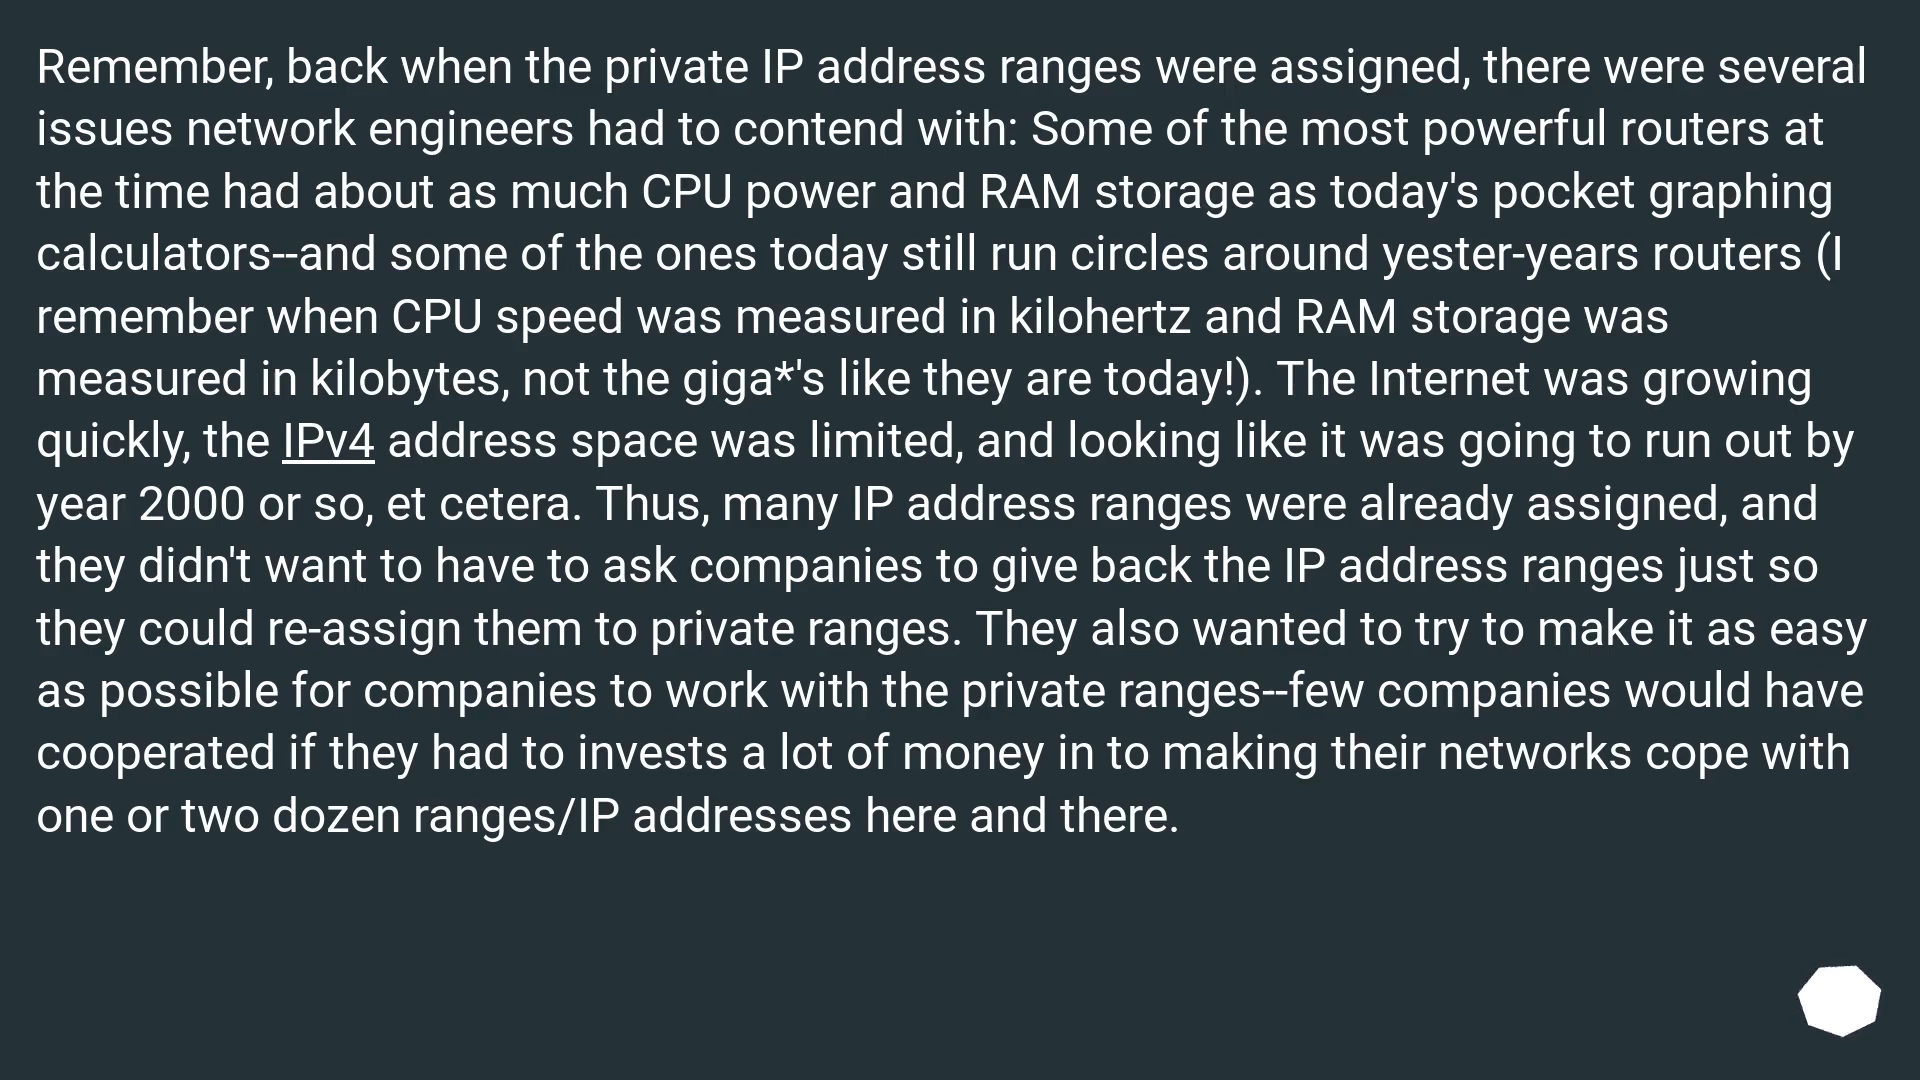 Remember, back when the private IP address ranges were assigned, there were several
issues network engineers had to contend with: Some of the most powerful routers at
the time had about as much CPU power and RAM storage as today's pocket graphing
calculators--and some of the ones today still run circles around yester-years routers (I
remember when CPU speed was measured in kilohertz and RAM storage was
measured in kilobytes, not the giga*'s like they are today!). The Internet was growing
quickly, the IPv4 address space was limited, and looking like it was going to run out by
year 2000 or so, et cetera. Thus, many IP address ranges were already assigned, and
they didn't want to have to ask companies to give back the IP address ranges just so
they could re-assign them to private ranges. They also wanted to try to make it as easy
as possible for companies to work with the private ranges--few companies would have
cooperated if they had to invests a lot of money in to making their networks cope with
one or two dozen ranges/IP addresses here and there.